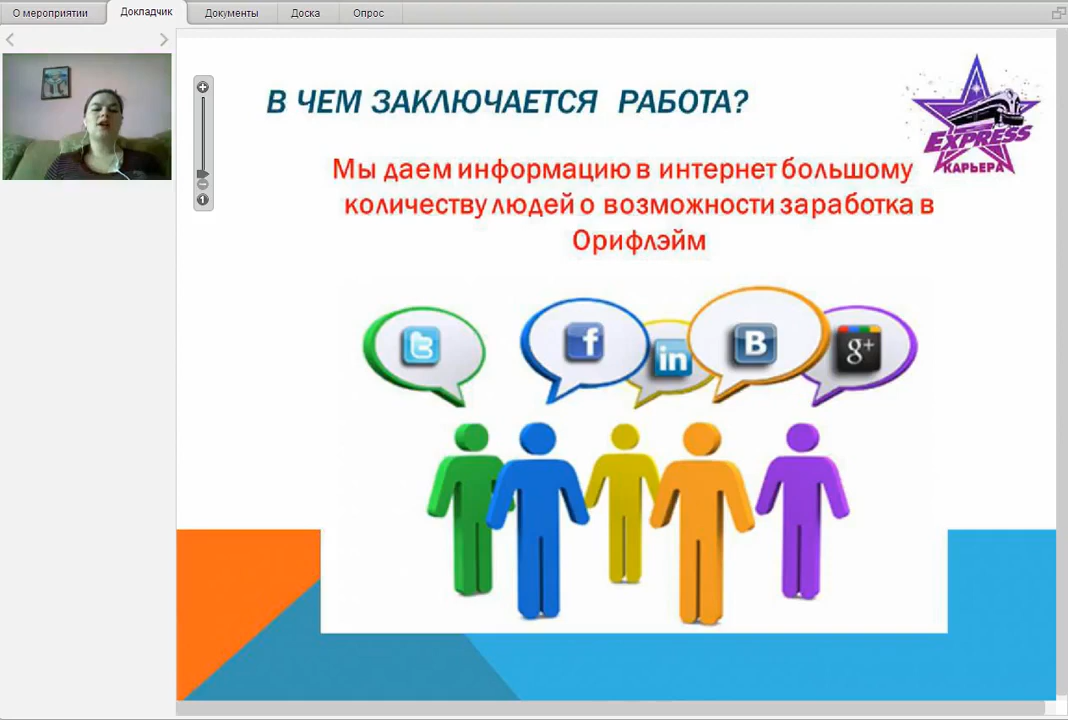 О мероприятии
Докладчик
Документы
Доска
Опрос
В ЧЕМ ЗАКЛЮЧАЕТСЯ РАБОТА?
EXPRESS
КАРЬЕРА
Мы даем информацию в интернет большому
количеству людей о возможности заработка в
Орифлэйм
t
f
in
B
g+
1